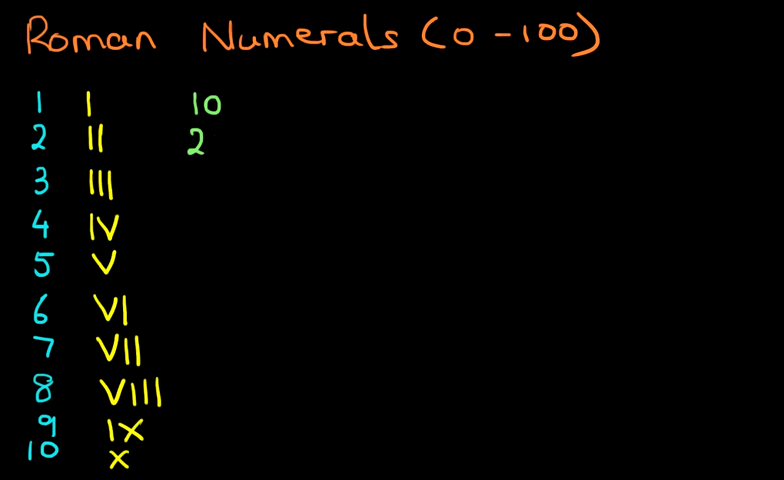 Roman Numerals (0 - 100)
1 I 10
2 II 2
3 III
4 IV
5 V
6 VI
7 VII
8 VIII
9 IX
10 X